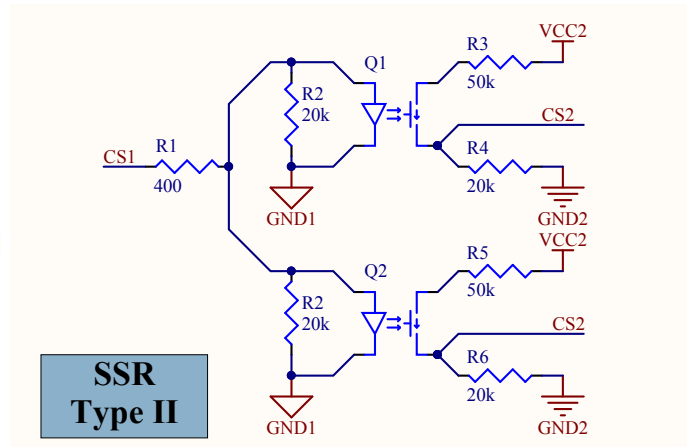 VCC2
R3
50k
Q1
R2
20k
CS2
R1
400
CS1
R4
20k
GND1
GND2
VCC2
R5
50k
Q2
R2
20k
CS2
R6
20k
GND1
GND2
SSR
Type II